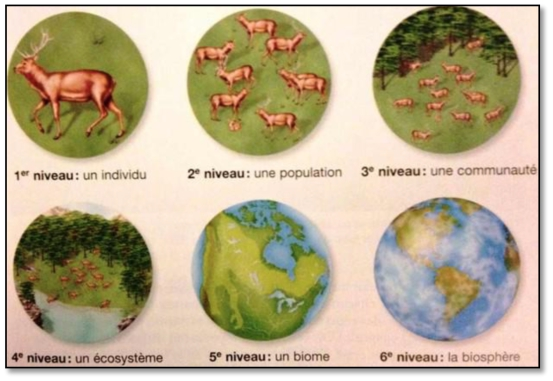 1er niveau : un individu
2e niveau : une population
3e niveau : une communauté
4e niveau : un écosystème
5e niveau : un biome
6e niveau : la biosphère